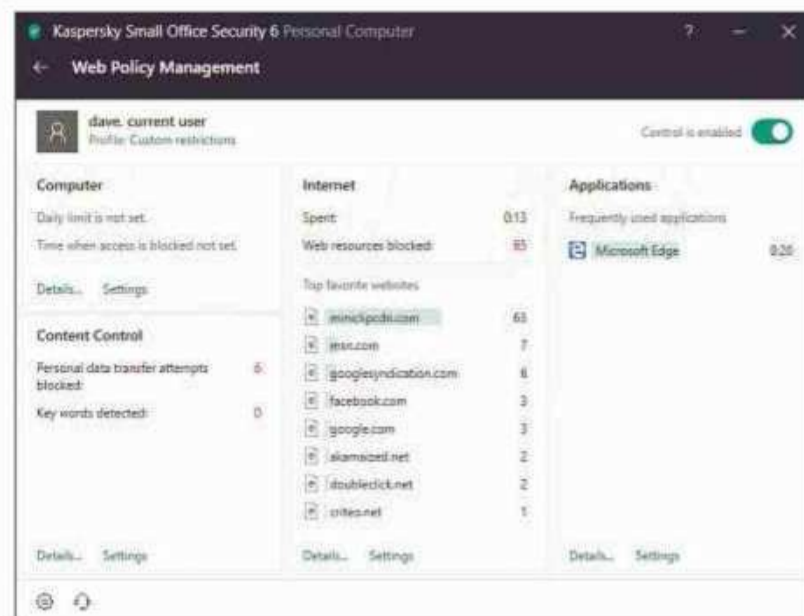 Kaspersky Small Office Security 6 Personal Computer
?
Web Policy Management
dave. current user
Profile: Custom restrictions
Control is enabled
Computer
Daily limit is not set.
Time when access is blocked not set.
Details... Settings
Content Control
Personal data transfer attempts 6
blocked:
Key words detected: 0
Details... Settings
Internet
Spent: 0:13
Web resources blocked: 65
Top favorite websites
miniclipcdn.com 63
msn.com 7
googlesyndication.com 6
facebook.com 3
google.com 3
akamaized.net 2
doubleclick.net 2
criteo.net 1
Details... Settings
Applications
Frequently used applications
Microsoft Edge 0:20
Details... Settings